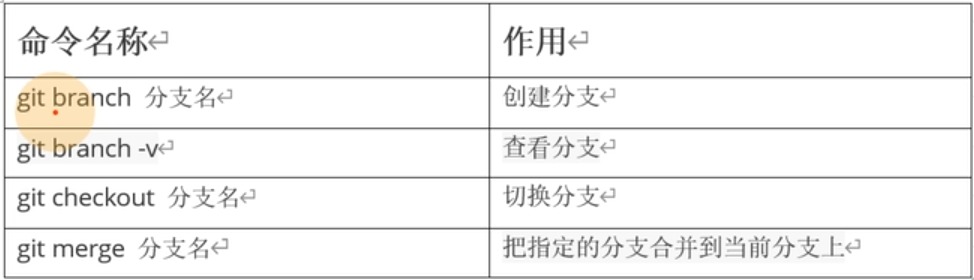 命令名称 作用
git branch 分支名 创建分支
git branch -v 查看分支
git checkout 分支名 切换分支
git merge 分支名 把指定的分支合并到当前分支上